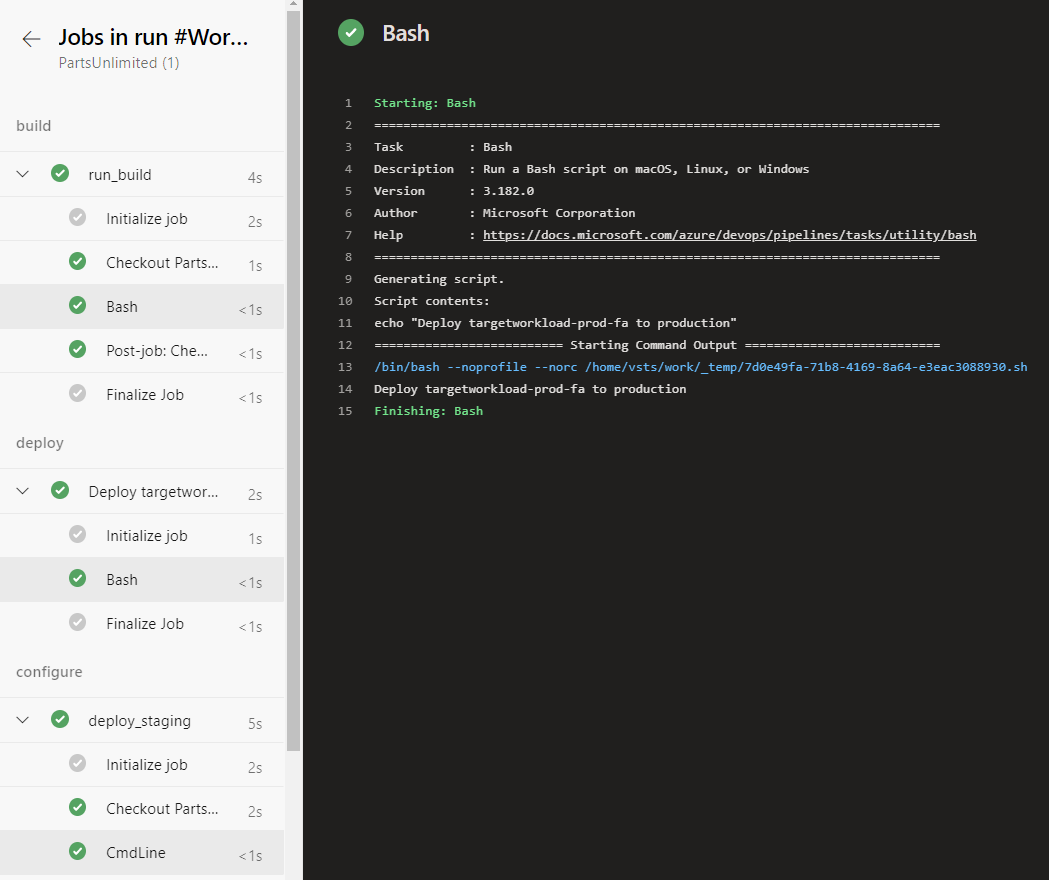 Jobs in run #Wor...
PartsUnlimited (1)
build
run_build 4s
Initialize job 2s
Checkout Parts... 1s
Bash <1s
Post-job: Che... <1s
Finalize Job <1s
deploy
Deploy targetwor... 2s
Initialize job 1s
Bash <1s
Finalize Job <1s
configure
deploy_staging 5s
Initialize job 2s
Checkout Parts... 2s
CmdLine <1s
Bash
1 Starting: Bash
2 ==============================================================================
3 Task : Bash
4 Description : Run a Bash script on macOS, Linux, or Windows
5 Version : 3.182.0
6 Author : Microsoft Corporation
7 Help : https://docs.microsoft.com/azure/devops/pipelines/tasks/utility/bash
8 ==============================================================================
9 Generating script.
10 Script contents:
11 echo "Deploy targetworkload-prod-fa to production"
12 ========================== Starting Command Output ===========================
13 /bin/bash --noprofile --norc /home/vsts/work/_temp/7d0e49fa-71b8-4169-8a64-e3eac3088930.sh
14 Deploy targetworkload-prod-fa to production
15 Finishing: Bash